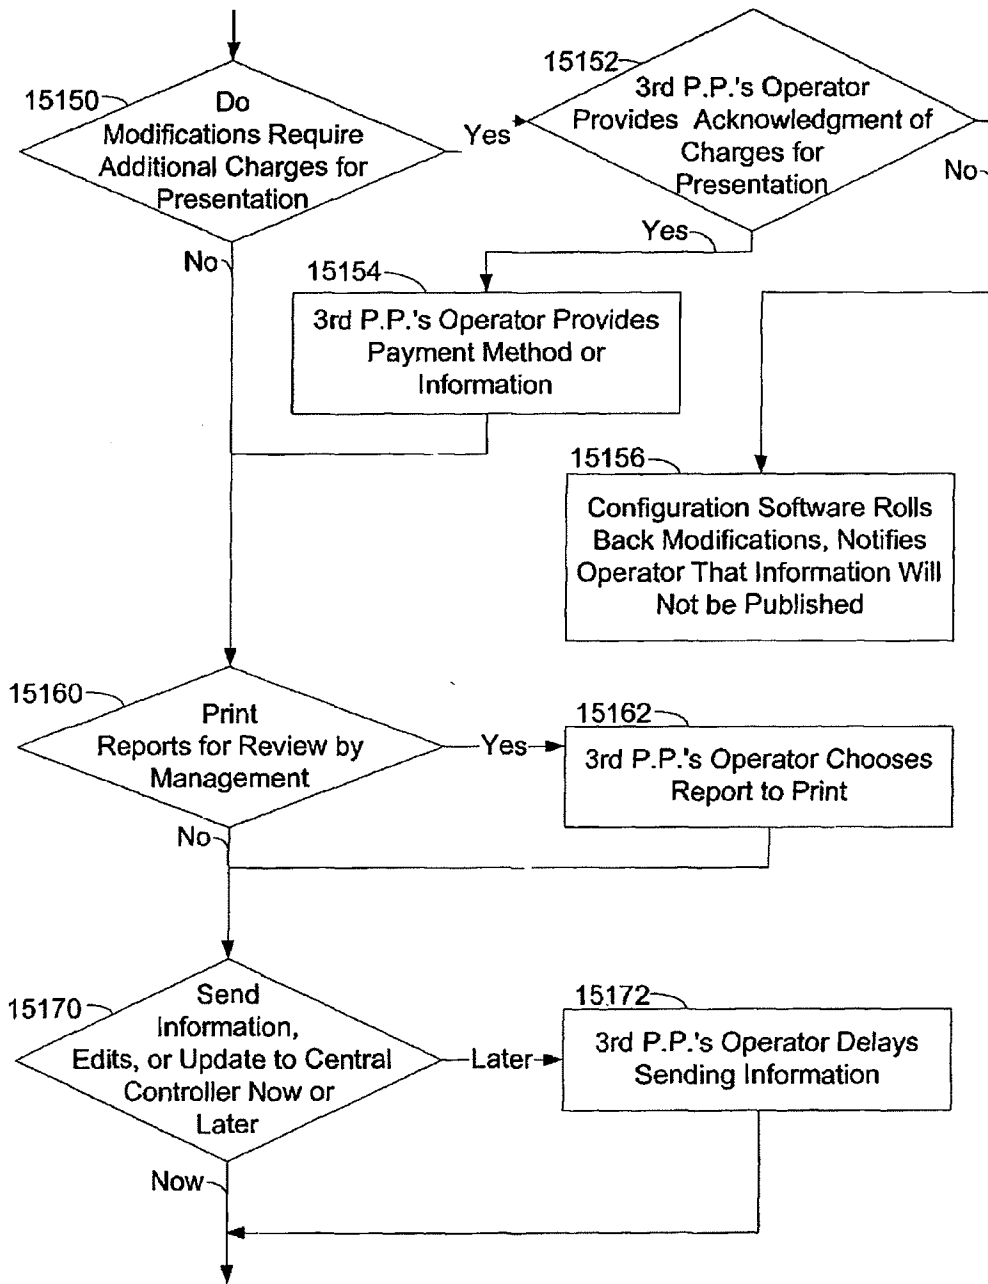 15150
Do
Modifications Require
Additional Charges for
Presentation
Yes
No
15152
3rd P.P.'s Operator
Provides Acknowledgment of
Charges for
Presentation
No
Yes
15154
3rd P.P.'s Operator Provides
Payment Method or
Information
15156
Configuration Software Rolls
Back Modifications, Notifies
Operator That Information Will
Not be Published
15160
Print
Reports for Review by
Management
Yes
No
15162
3rd P.P.'s Operator Chooses
Report to Print
15170
Send
Information,
Edits, or Update to Central
Controller Now or
Later
Later
Now
15172
3rd P.P.'s Operator Delays
Sending Information